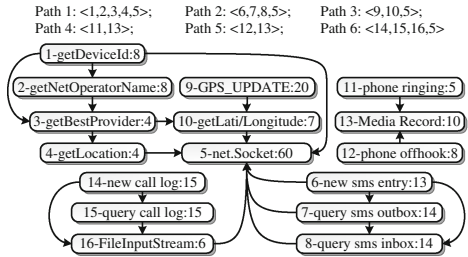 Path 1: <1,2,3,4,5>; Path 2: <6,7,8,5>; Path 3: <9,10,5>;
Path 4: <11,13>; Path 5: <12,13>; Path 6: <14,15,16,5>
1-getDeviceId:8
2-getNetOperatorName:8 9-GPS_UPDATE:20 11-phone ringing:5
3-getBestProvider:4 10-getLati/Longitude:7 13-Media Record:10
4-getLocation:4 5-net.Socket:60 12-phone offhook:8
14-new call log:15 6-new sms entry:13
15-query call log:15 7-query sms outbox:14
16-FileInputStream:6 8-query sms inbox:14